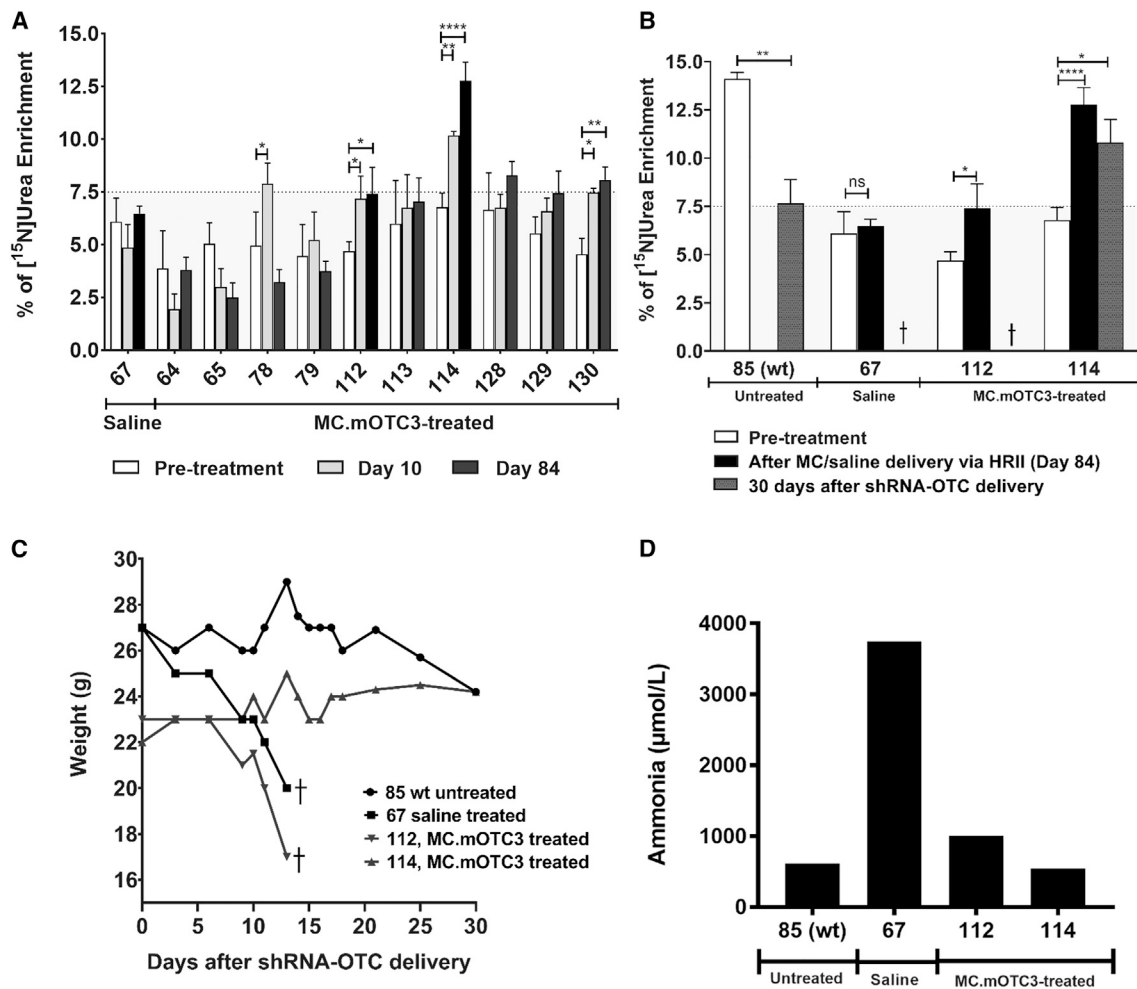 A
% of [¹⁵N]Urea Enrichment
15.0
12.5
10.0
7.5
5.0
2.5
0.0
*
*
*
**
****
*
**
67 64 65 78 79 112 113 114 128 129 130
Saline MC.mOTC3-treated
Pre-treatment Day 10 Day 84
B
% of [¹⁵N]Urea Enrichment
15.0
12.5
10.0
7.5
5.0
2.5
0.0
**
ns
*
*
****
† †
85 (wt) 67 112 114
Untreated Saline MC.mOTC3-treated
Pre-treatment
After MC/saline delivery via HRII (Day 84)
30 days after shRNA-OTC delivery
C
Weight (g)
30
28
26
24
22
20
18
16
†
†
85 wt untreated
67 saline treated
112, MC.mOTC3 treated
114, MC.mOTC3 treated
0 5 10 15 20 25 30
Days after shRNA-OTC delivery
D
Ammonia (µmol/L)
4000
3000
2000
1000
0
85 (wt) 67 112 114
Untreated Saline MC.mOTC3-treated